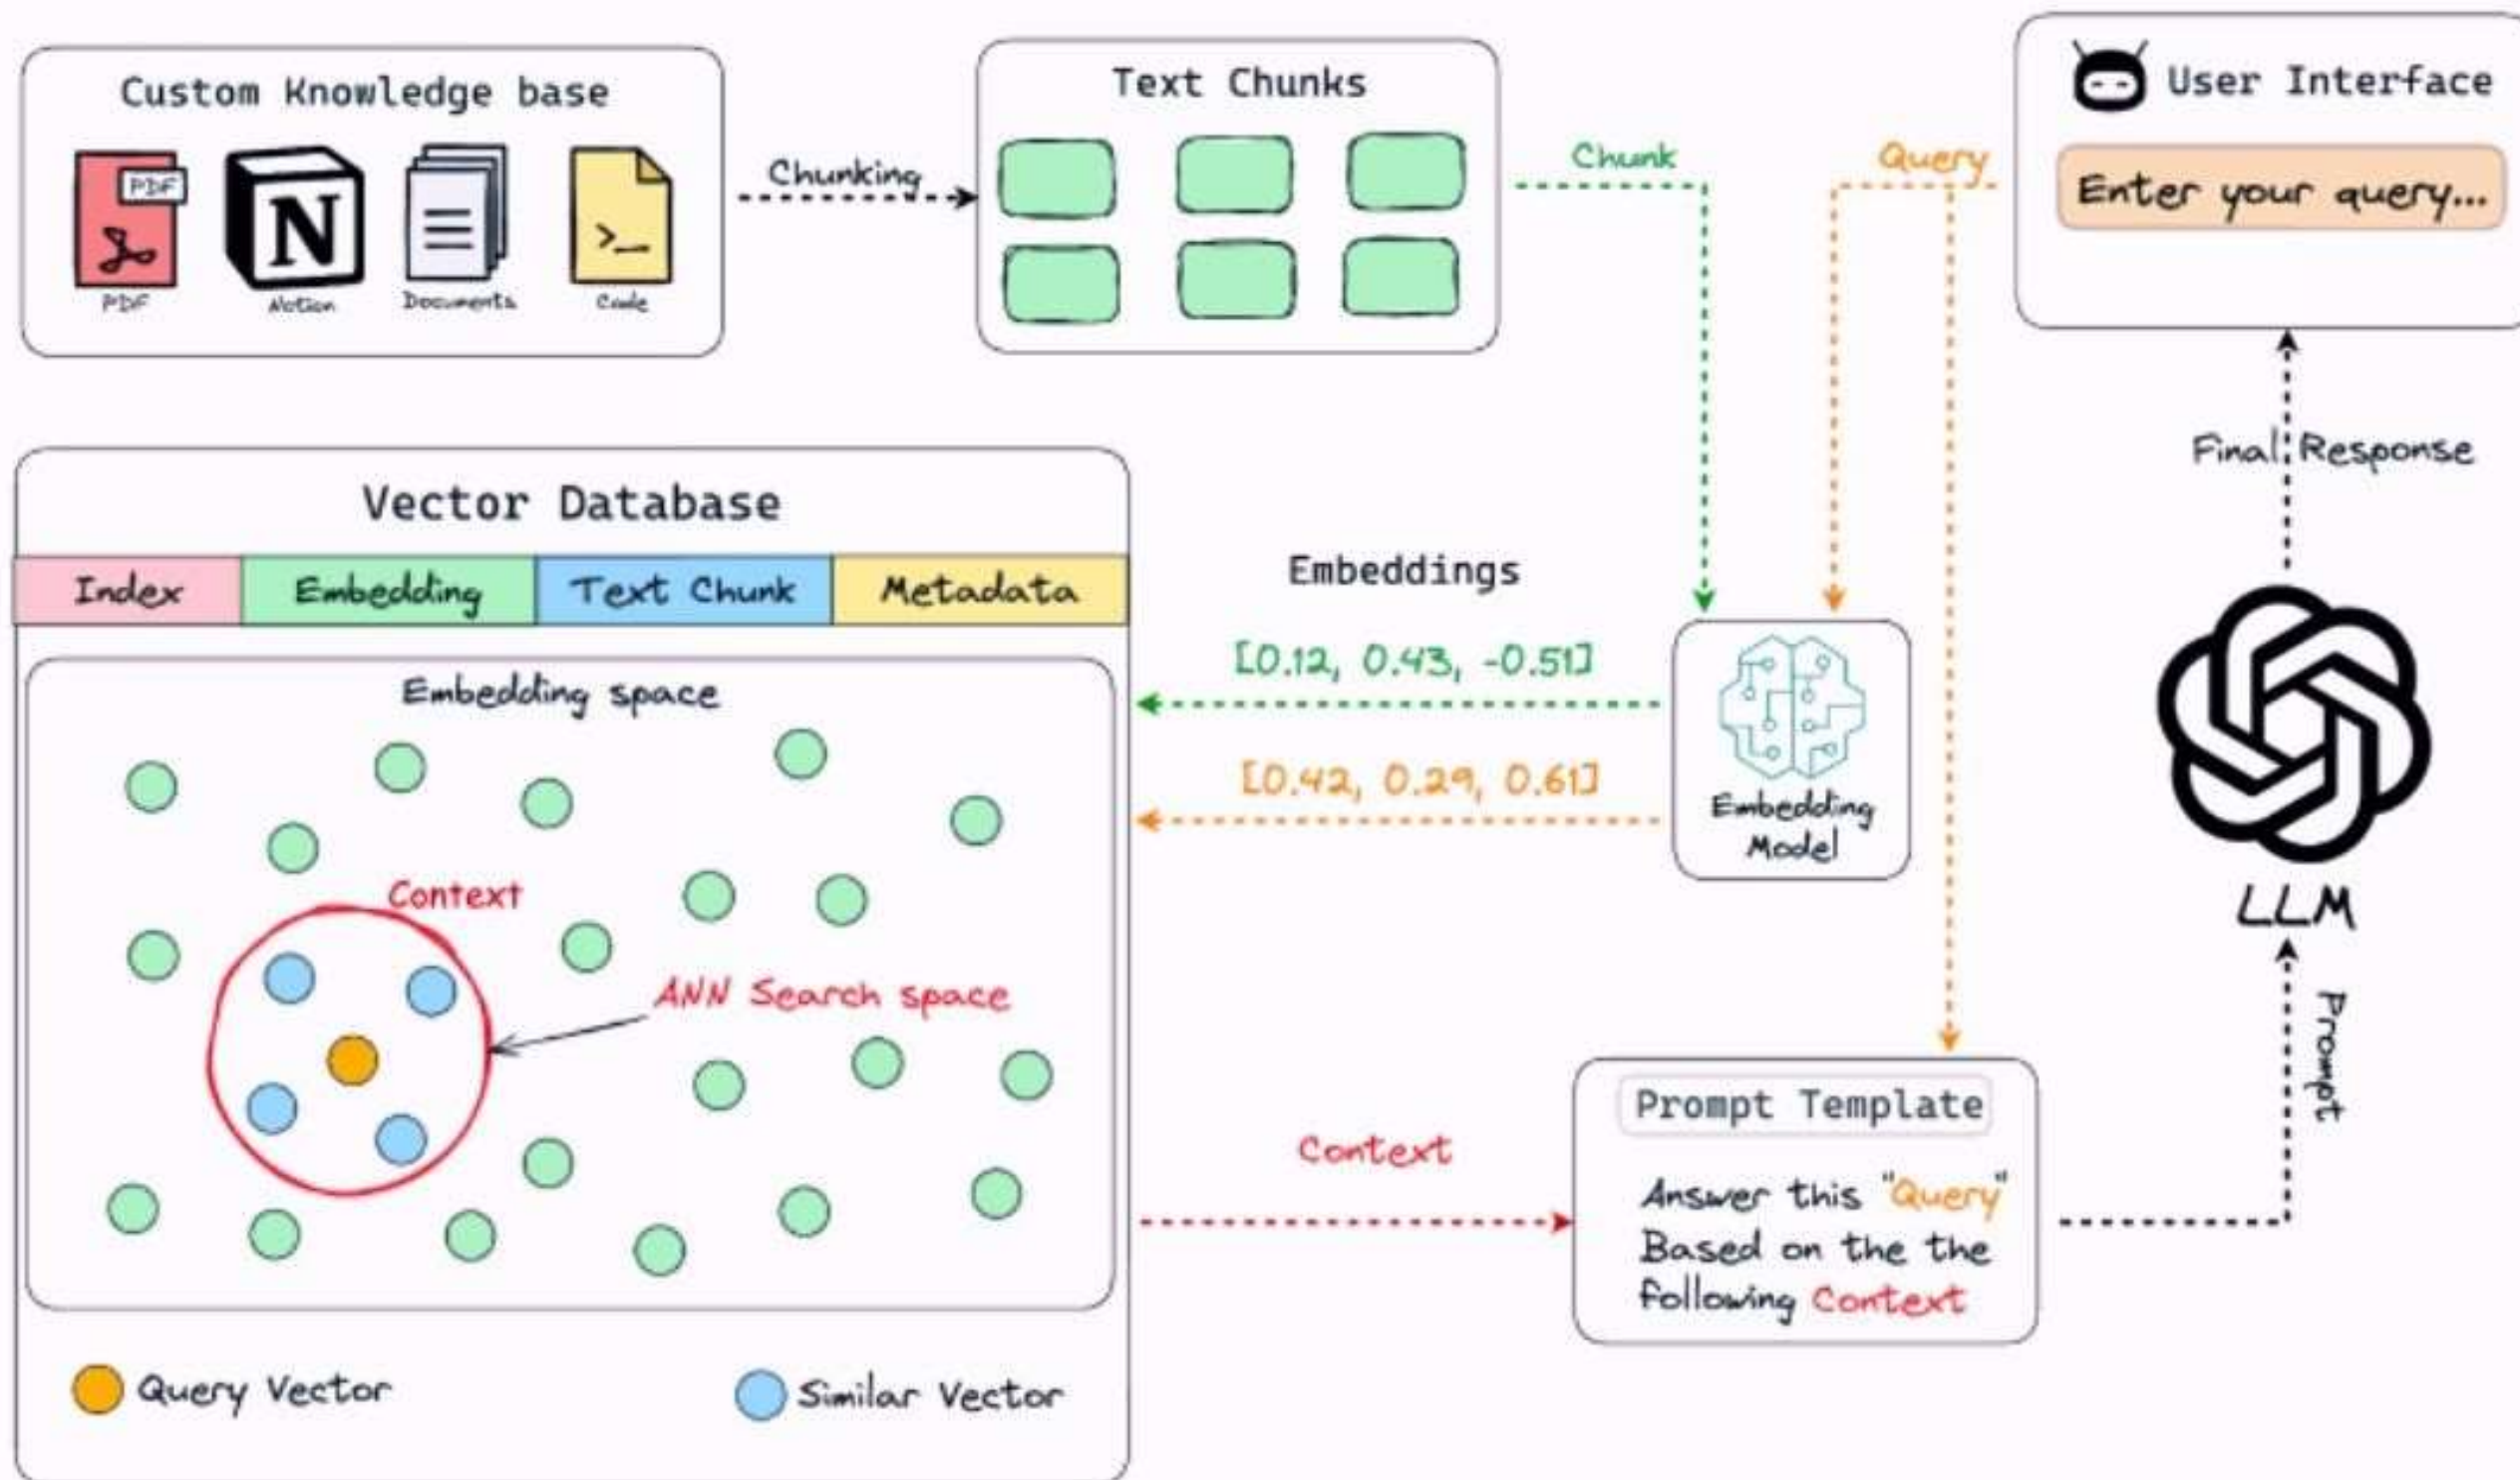 Custom Knowledge base
PDF
PDF
N
Notion
Documents
>_
Code
Chunking
Text Chunks
Chunk
Query
User Interface
Enter your query...
Final Response
Vector Database
Index
Embedding
Text Chunk
Metadata
Embedding space
Context
ANN Search space
Query Vector
Similar Vector
Embeddings
[0.12, 0.43, -0.51]
[0.42, 0.29, 0.61]
Embedding
Model
LLM
Prompt
Context
Prompt Template
Answer this "Query"
Based on the the
following Context